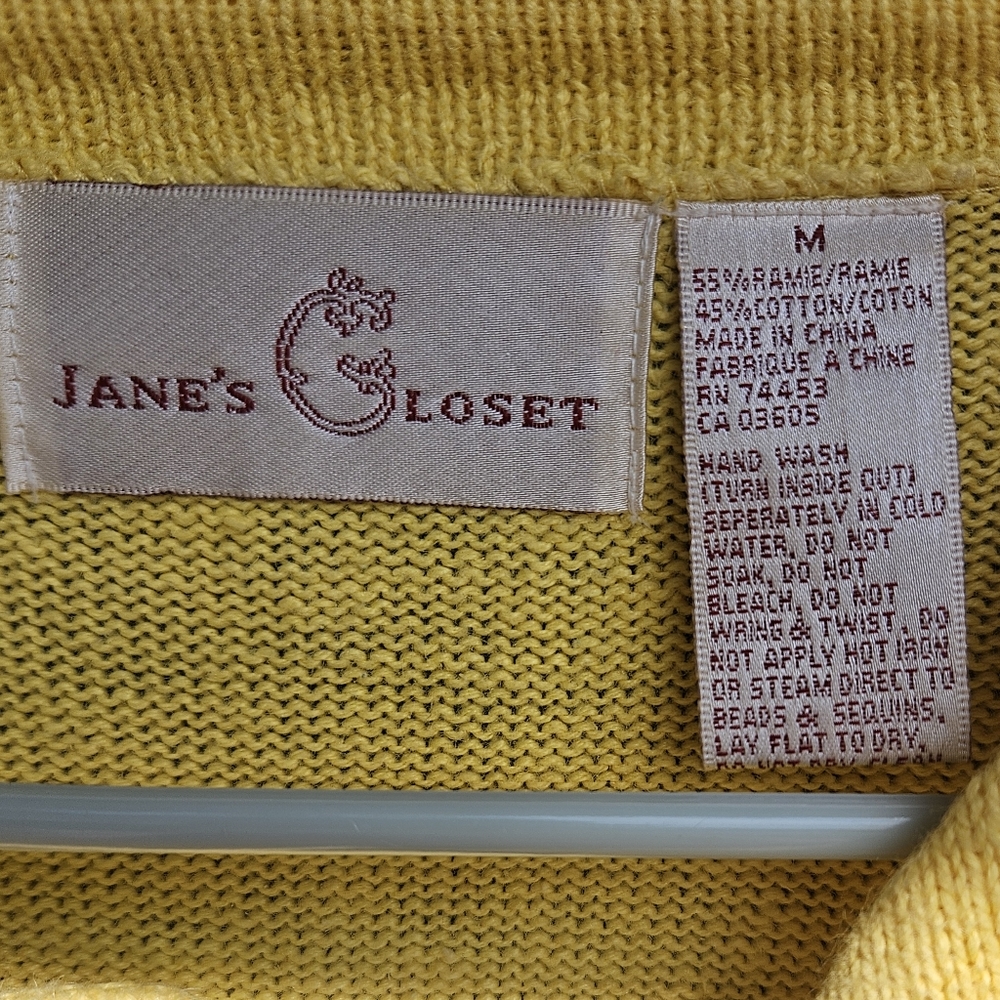 JANE'S CLOSET
M
55% RAMIE/RAMIE
45% COTTON/COTON
MADE IN CHINA
FABRIQUE A CHINE
RN 74453
CA 03605
HAND WASH
(TURN INSIDE OUT)
SEPERATELY IN COLD
WATER, DO NOT
SOAK, DO NOT
BLEACH, DO NOT
WRING & TWIST, DO
NOT APPLY HOT IRON
OR STEAM DIRECT TO
BEADS & SEQUINS.
LAY FLAT TO DRY.